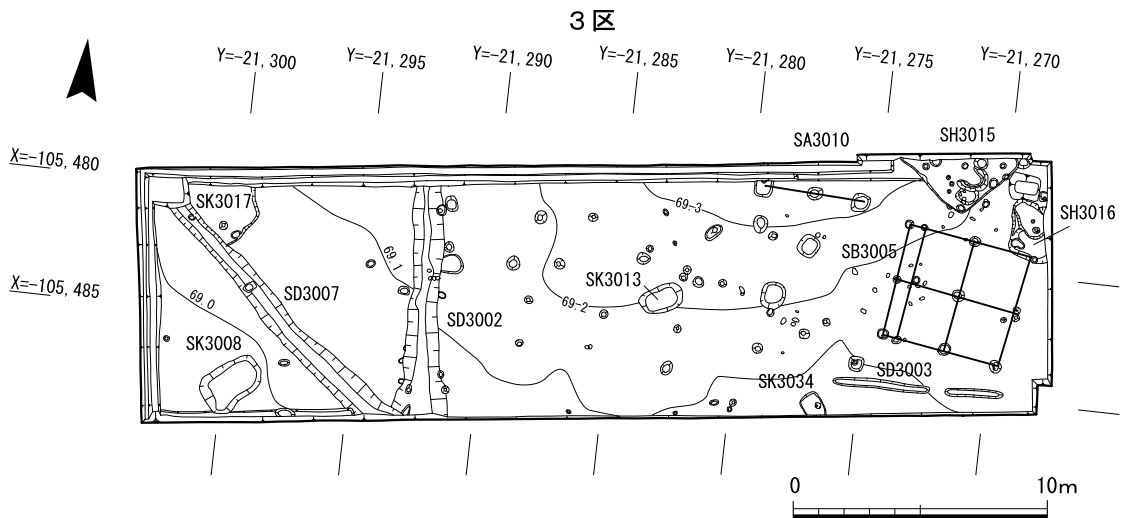 3区
Y=-21,300
Y=-21,295
Y=-21,290
Y=-21,285
Y=-21,280
Y=-21,275
Y=-21,270
X=-105,480
SA3010
SH3015
SK3017
69.3
SH3016
69.1
SB3005
X=-105,485
SD3007
SK3013
69.0
SD3002
69.2
SK3008
SK3034
SD3003
0
10m